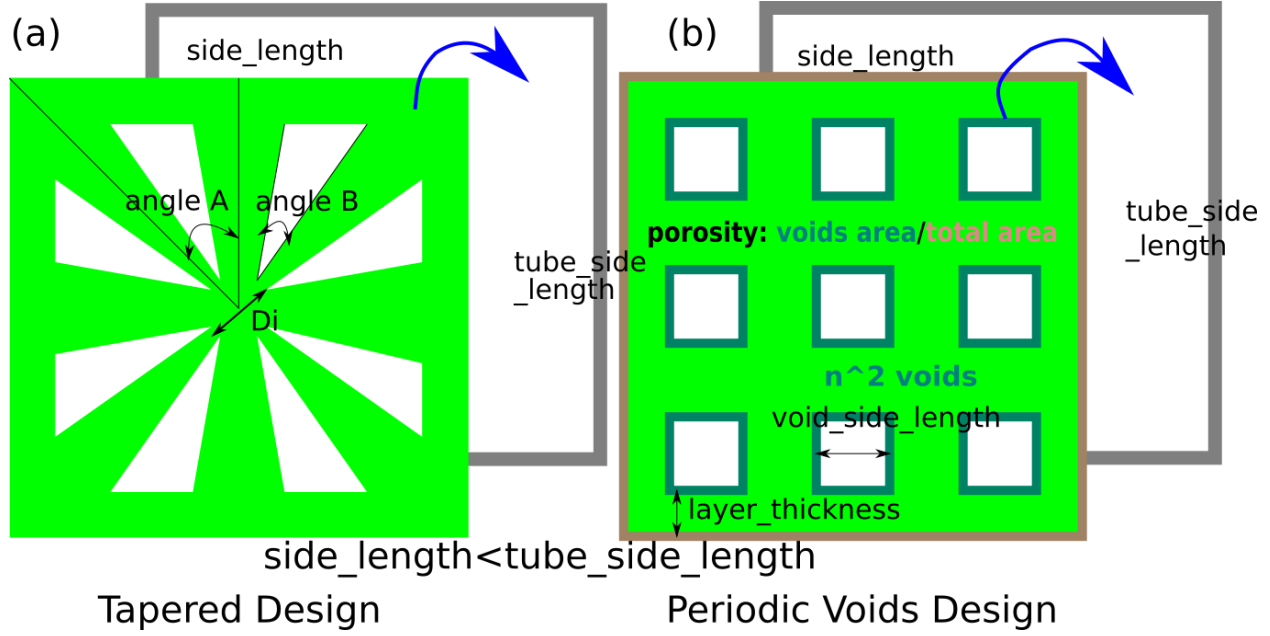 (a)
side_length
angle A
angle B
Di
tube_side
_length
(b)
side_length
tube_side
_length
porosity: voids area/total area
n^2 voids
void_side_length
layer_thickness
side_length<tube_side_length
Tapered Design
Periodic Voids Design